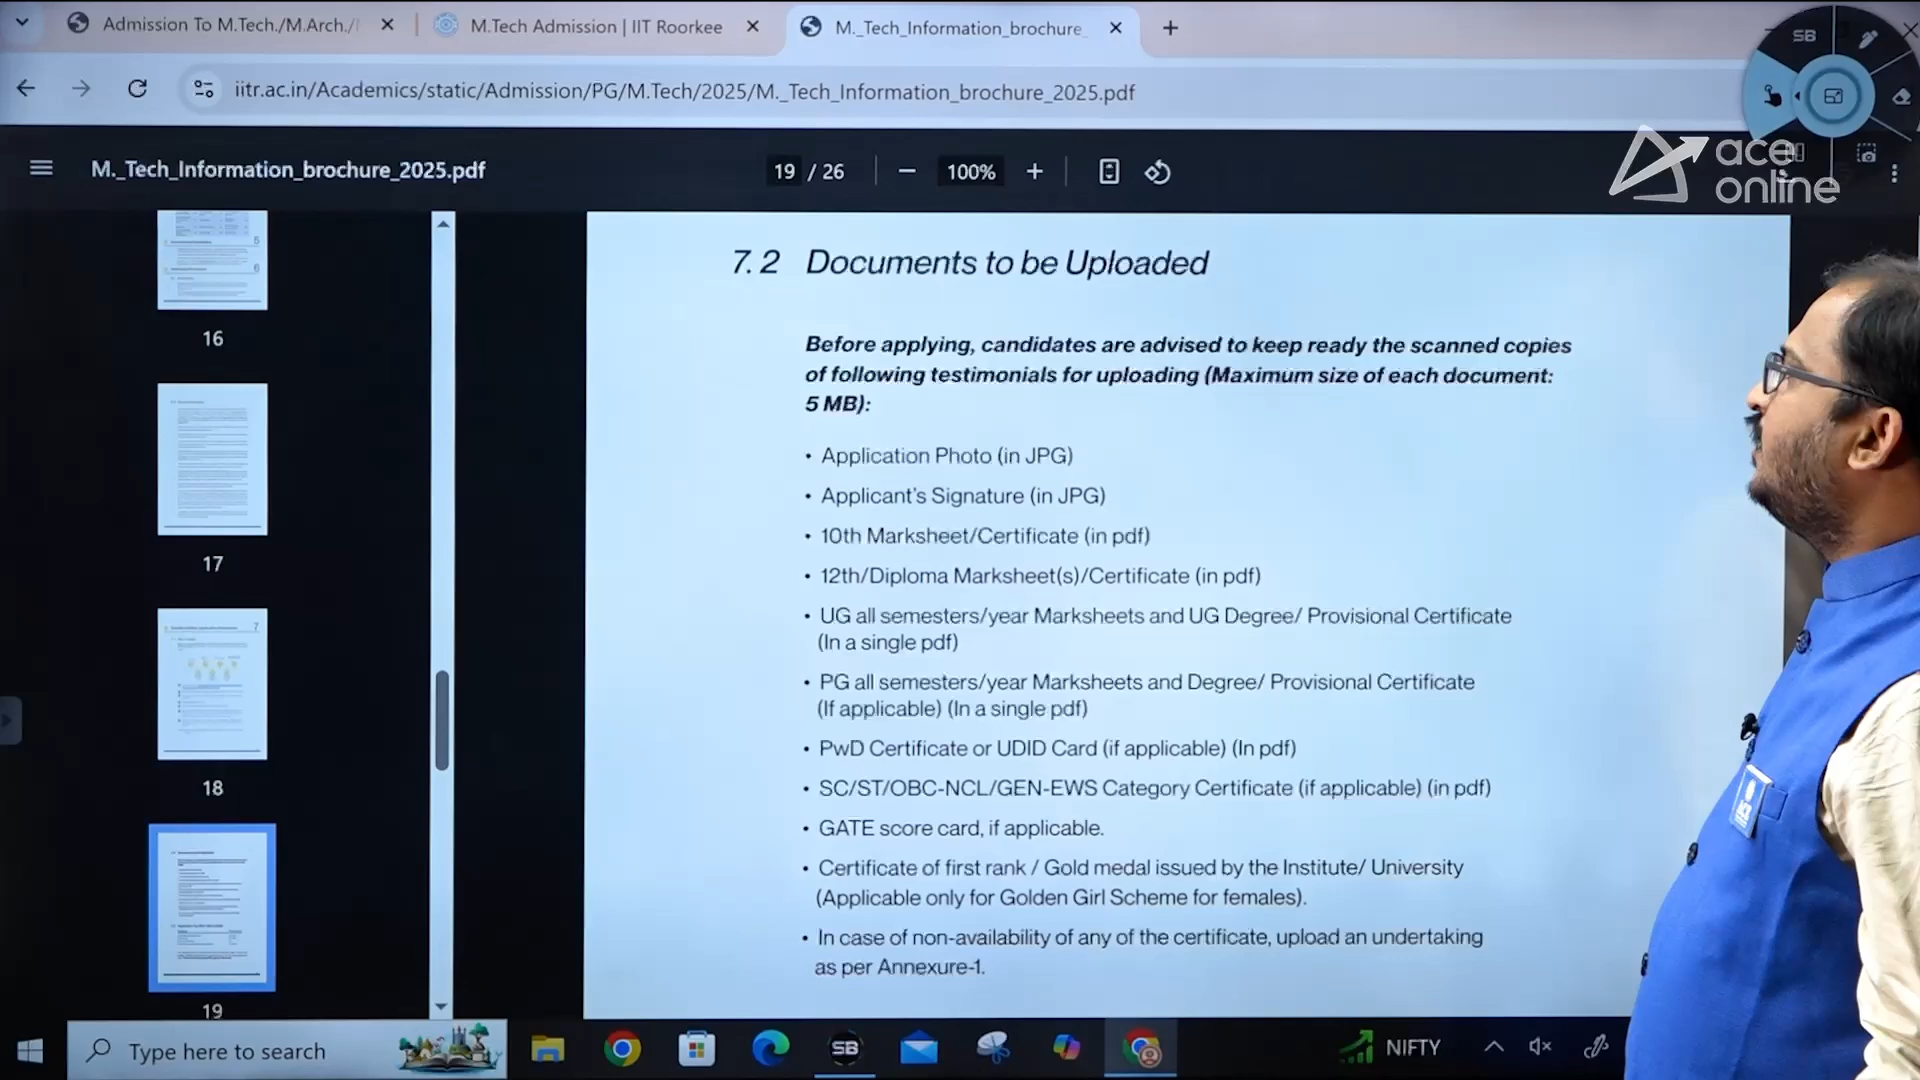 Admission To M.Tech./M.Arch./
M.Tech Admission | IIT Roorkee
M._Tech_Information_brochure_
SB
iitr.ac.in/Academics/static/Admission/PG/M.Tech/2025/M._Tech_Information_brochure_2025.pdf
M._Tech_Information_brochure_2025.pdf
19 / 26
100%
ace
online
16
17
18
19
7.2 Documents to be Uploaded
Before applying, candidates are advised to keep ready the scanned copies
of following testimonials for uploading (Maximum size of each document:
5 MB):
• Application Photo (in JPG)
• Applicant's Signature (in JPG)
• 10th Marksheet/Certificate (in pdf)
• 12th/Diploma Marksheet(s)/Certificate (in pdf)
• UG all semesters/year Marksheets and UG Degree/ Provisional Certificate
(In a single pdf)
• PG all semesters/year Marksheets and Degree/ Provisional Certificate
(If applicable) (In a single pdf)
• PwD Certificate or UDID Card (if applicable) (In pdf)
• SC/ST/OBC-NCL/GEN-EWS Category Certificate (if applicable) (in pdf)
• GATE score card, if applicable.
• Certificate of first rank / Gold medal issued by the Institute/ University
(Applicable only for Golden Girl Scheme for females).
• In case of non-availability of any of the certificate, upload an undertaking
as per Annexure-1.
Type here to search
SB
NIFTY